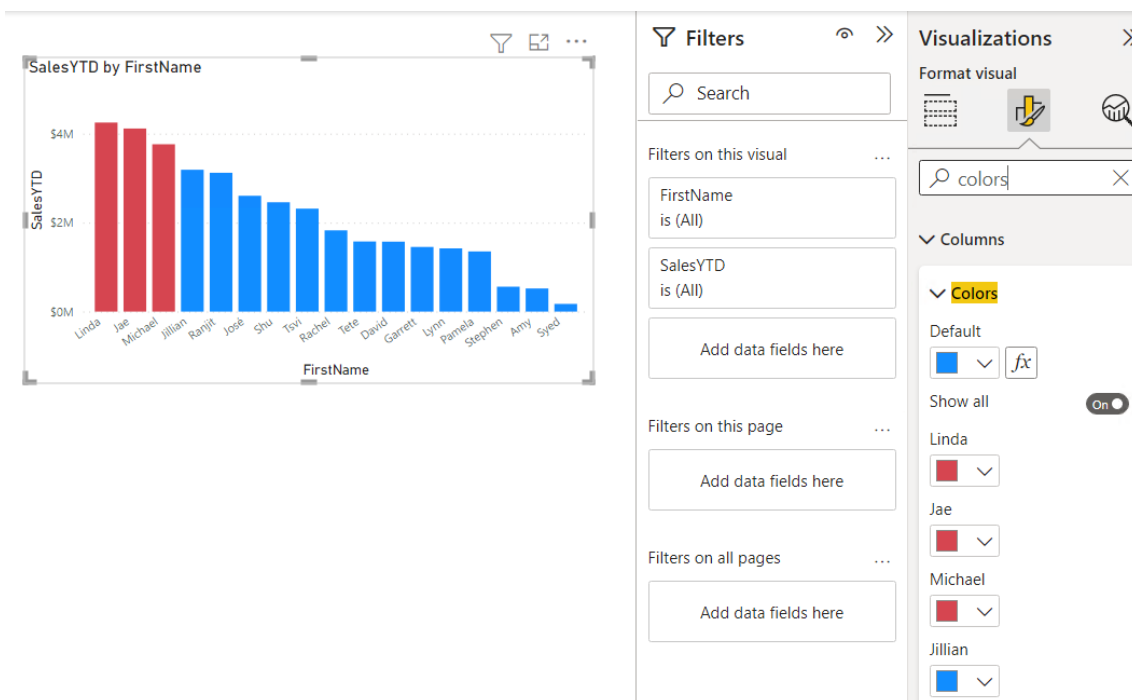 SalesYTD by FirstName
$4M
$2M
$0M
SalesYTD
Linda
Jae
Michael
Jillian
Ranjit
José
Shu
Tsvi
Rachel
Tete
David
Garrett
Lynn
Pamela
Stephen
Amy
Syed
FirstName
Filters
Search
Filters on this visual
...
FirstName
is (All)
SalesYTD
is (All)
Add data fields here
Filters on this page
...
Add data fields here
Filters on all pages
...
Add data fields here
Visualizations
Format visual
colors
Columns
Colors
Default
fx
Show all
On
Linda
Jae
Michael
Jillian